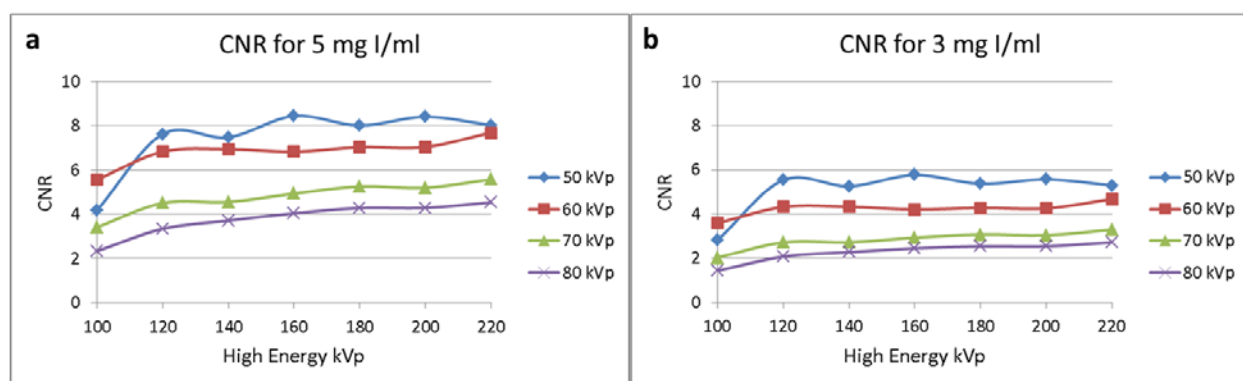 a
CNR for 5 mg I/ml
10
8
6
4
2
0
CNR
100 120 140 160 180 200 220
High Energy kVp
50 kVp
60 kVp
70 kVp
80 kVp
b
CNR for 3 mg I/ml
10
8
6
4
2
0
CNR
100 120 140 160 180 200 220
High Energy kVp
50 kVp
60 kVp
70 kVp
80 kVp